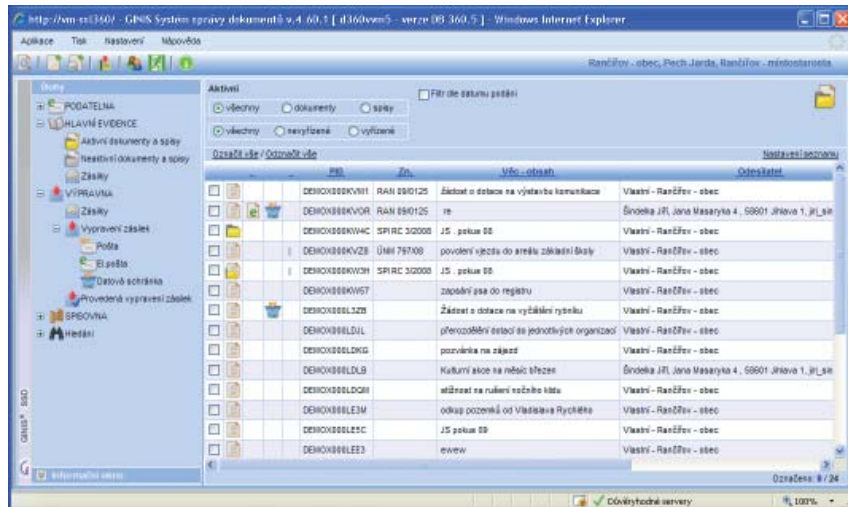 http://vm-ssl360/ - GINIS System správy dokumentů v.4.60.1 [ d360vvm5 - verze DB 360.5 ] - Windows Internet Explorer
Aplikace Tisk Nastavení Nápověda
Rančířov - obec, Pech Jarda, Rančířov - místostarosta
Úlohy
PODATELNA
HLAVNÍ EVIDENCE
Aktivní dokumenty a spisy
Neaktivní dokumenty a spisy
Zásilky
VÝPRAVNA
Zásilky
Vypravení zásilek
Pošta
El.pošta
Datová schránka
Provedená vypravení zásilek
SPISOVNA
Hledání
GINIS® SSD
Informační okno
Aktivní
všechny dokumenty spisy
Filtr dle datumu podání
všechny nevyřízené vyřízené
Označit vše / Odznačit vše
Nastavení seznamu
PID Zn. Věc - obsah Odesílatel
DEMOX000KVM1 RAN 09/0125 Žádost o dotace na výstavbu komunikace Vlastní - Rančířov - obec
DEMOX000KVOR RAN 09/0125 re Šindelka Jiří, Jana Masaryka 4 , 58601 Jihlava 1, jiri_sin
DEMOX000KW4C SPI RC 3/2008 JS . pokus 08 Vlastní - Rančířov - obec
DEMOX000KVZB ÚMH 797/08 povolení vjezdu do areálu základní školy Vlastní - Rančířov - obec
DEMOX000KW3H SPI RC 3/2008 JS . pokus 08 Vlastní - Rančířov - obec
DEMOX000KW57 zapsání psa do registru Vlastní - Rančířov - obec
DEMOX000L3ZB Žádost o dotace na vyčištění rybníku Vlastní - Rančířov - obec
DEMOX000LDJL přerozdělění dotací do jednotlivých organizací Vlastní - Rančířov - obec
DEMOX000LDKG pozvánka na zájezd Vlastní - Rančířov - obec
DEMOX000LDLB Kulturní akce na měsíc březen Šindelka Jiří, Jana Masaryka 4 , 58601 Jihlava 1, jiri_sin
DEMOX000LDQM stížnost na rušení nočního klidu Vlastní - Rančířov - obec
DEMOX000LE3M odkup pozemků od Vladislava Rychlého Vlastní - Rančířov - obec
DEMOX000LE5C JS pokus 09 Vlastní - Rančířov - obec
DEMOX000LEE3 ewew Vlastní - Rančířov - obec
Označeno: 0 / 24
Důvěryhodné servery
100%